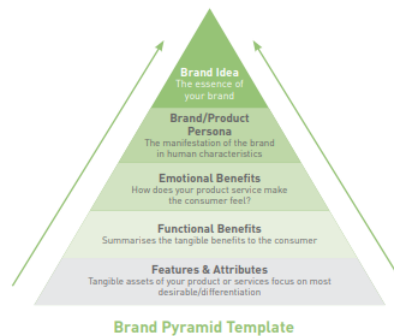 Brand Idea
The essence of
your brand
Brand/Product
Persona
The manifestation of the brand
in human characteristics
Emotional Benefits
How does your product service make
the consumer feel?
Functional Benefits
Summarises the tangible benefits to the consumer
Features & Attributes
Tangible assets of your product or services focus on most
desirable/differentiation
Brand Pyramid Template